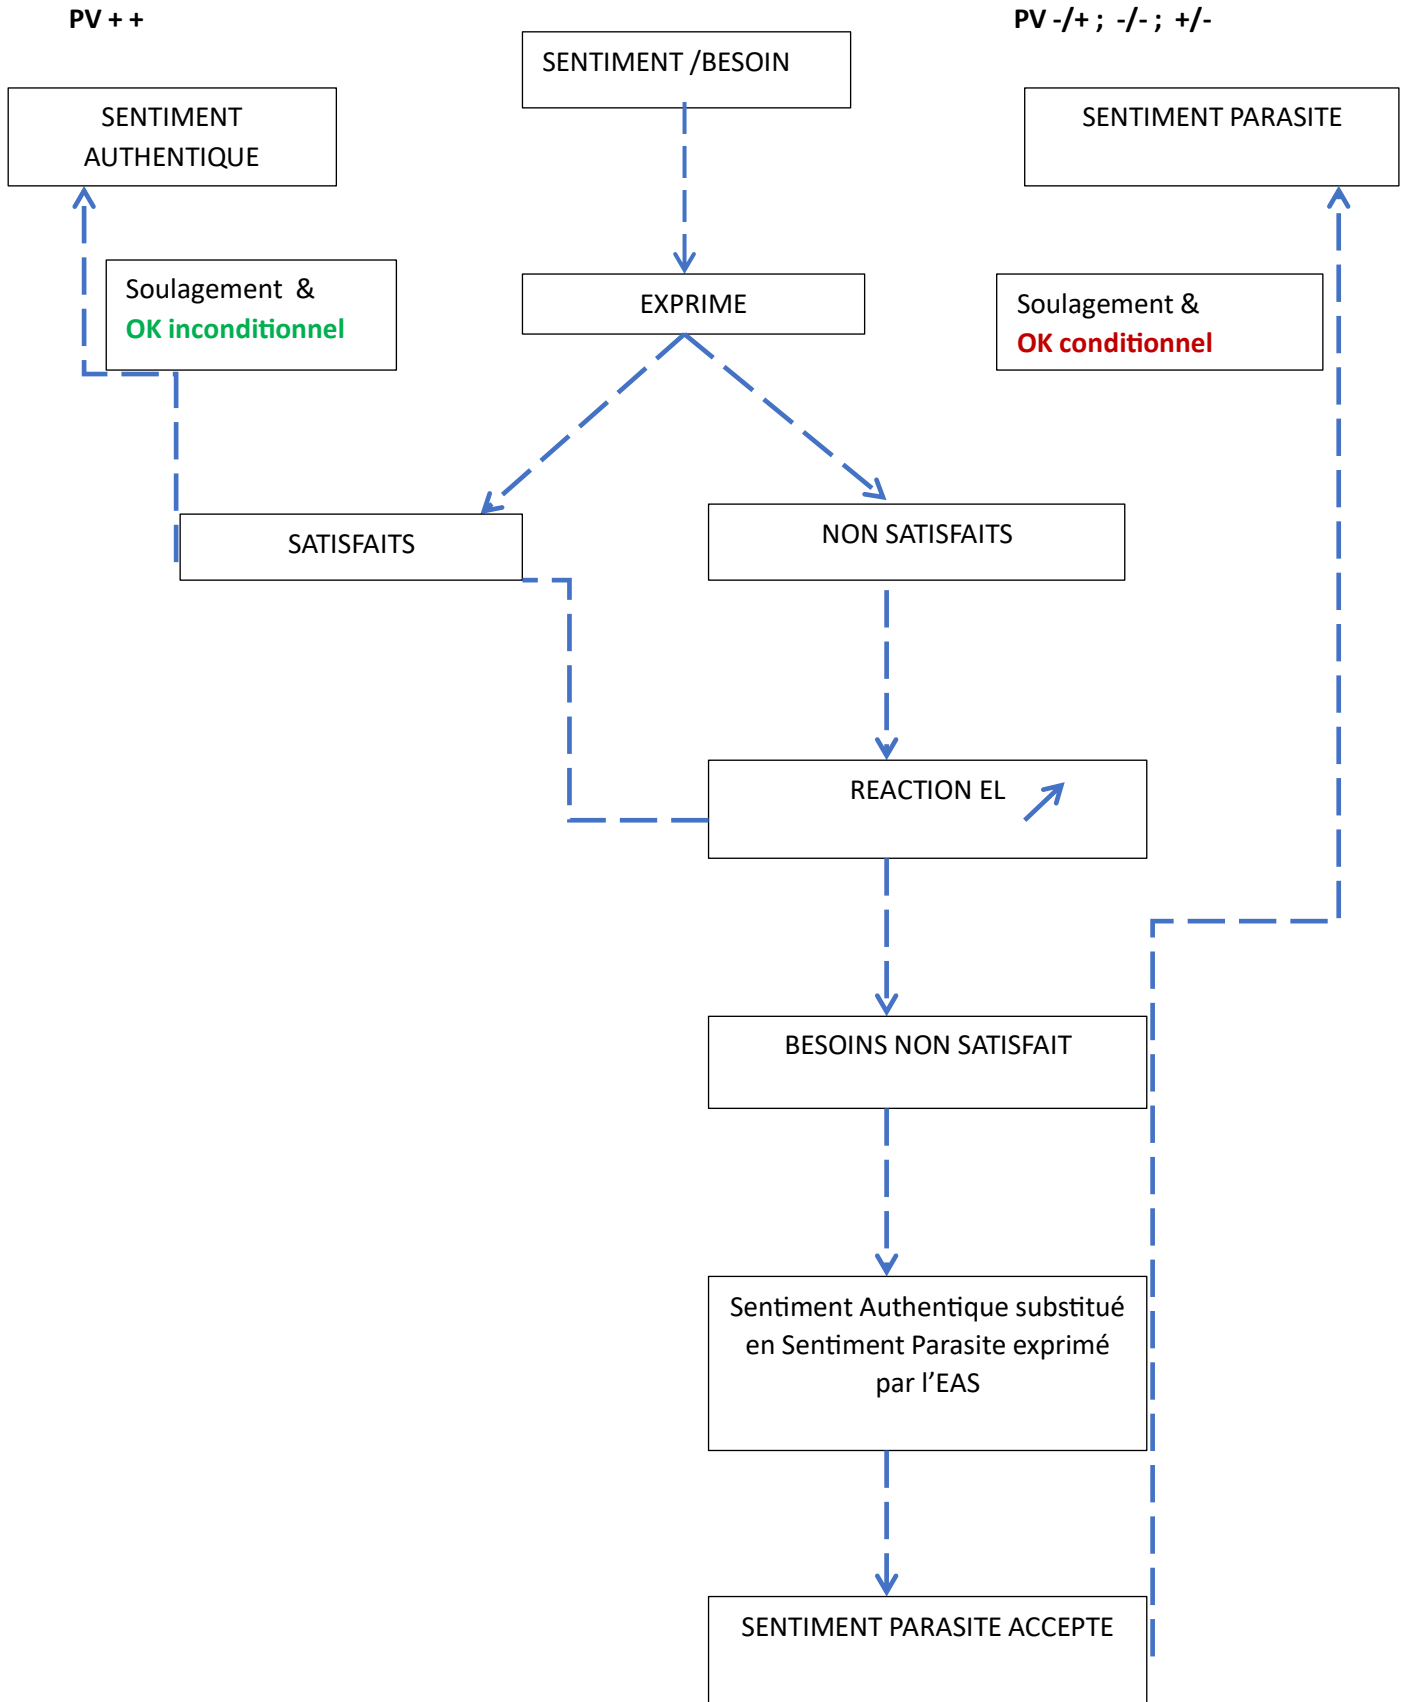 PV + +
PV -/+ ; -/- ; +/-
SENTIMENT /BESOIN
SENTIMENT
AUTHENTIQUE
SENTIMENT PARASITE
Soulagement &
OK inconditionnel
EXPRIME
Soulagement &
OK conditionnel
SATISFAITS
NON SATISFAITS
REACTION EL
BESOINS NON SATISFAIT
Sentiment Authentique substitué
en Sentiment Parasite exprimé
par l’EAS
SENTIMENT PARASITE ACCEPTE